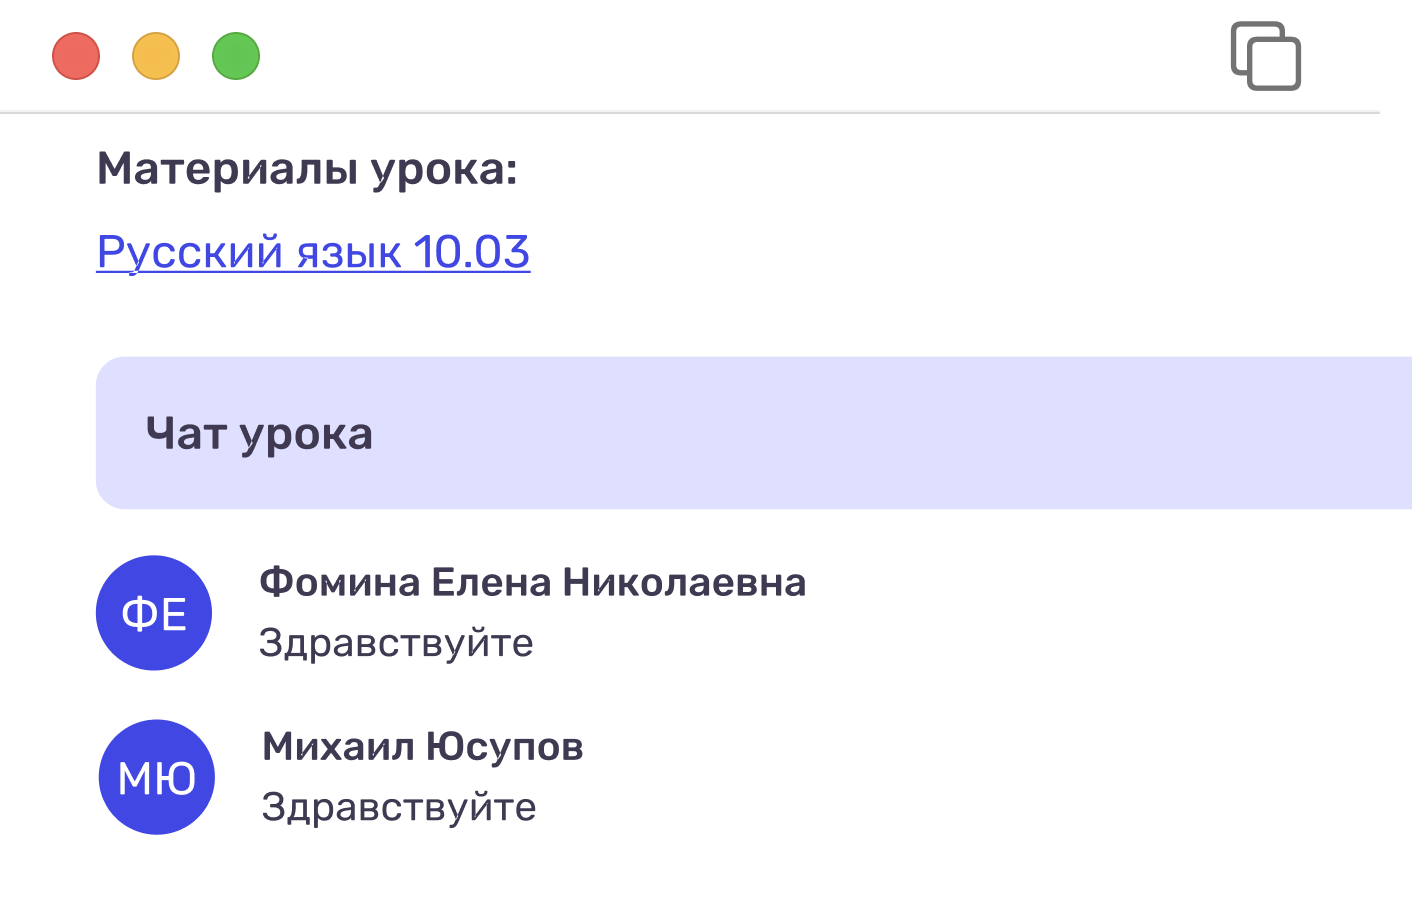 Материалы урока:
Русский язык 10.03
Чат урока
ФЕ
Фомина Елена Николаевна
Здравствуйте
МЮ
Михаил Юсупов
Здравствуйте